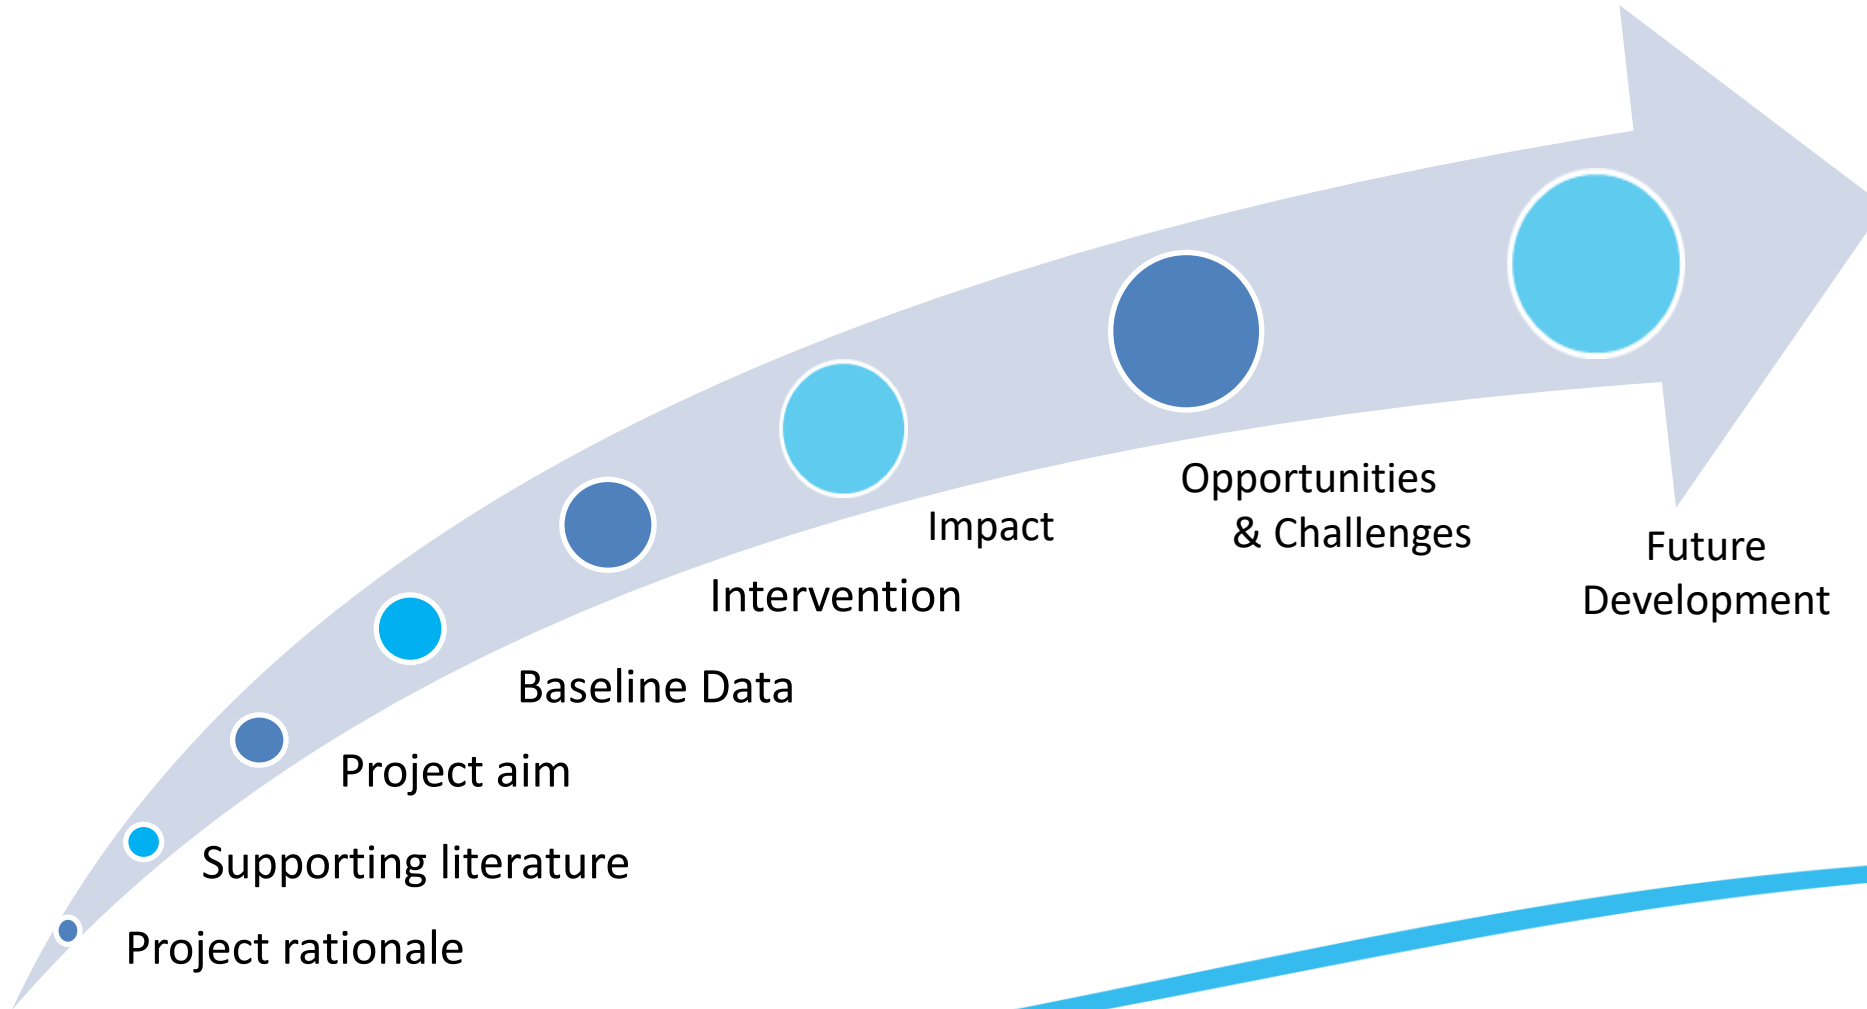 Project rationale
Supporting literature
Project aim
Baseline Data
Intervention
Impact
Opportunities
& Challenges
Future
Development